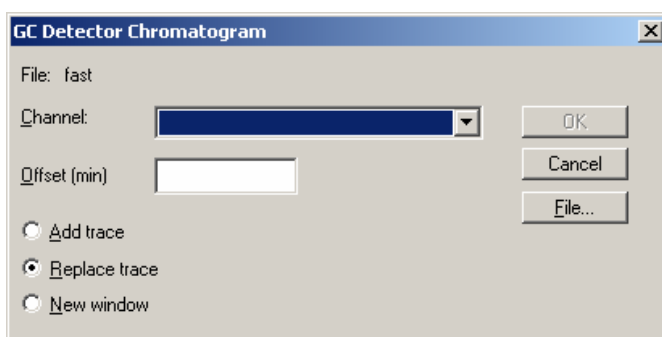 GC Detector Chromatogram
File: fast
Channel:
OK
Offset (min)
Cancel
File...
Add trace
Replace trace
New window